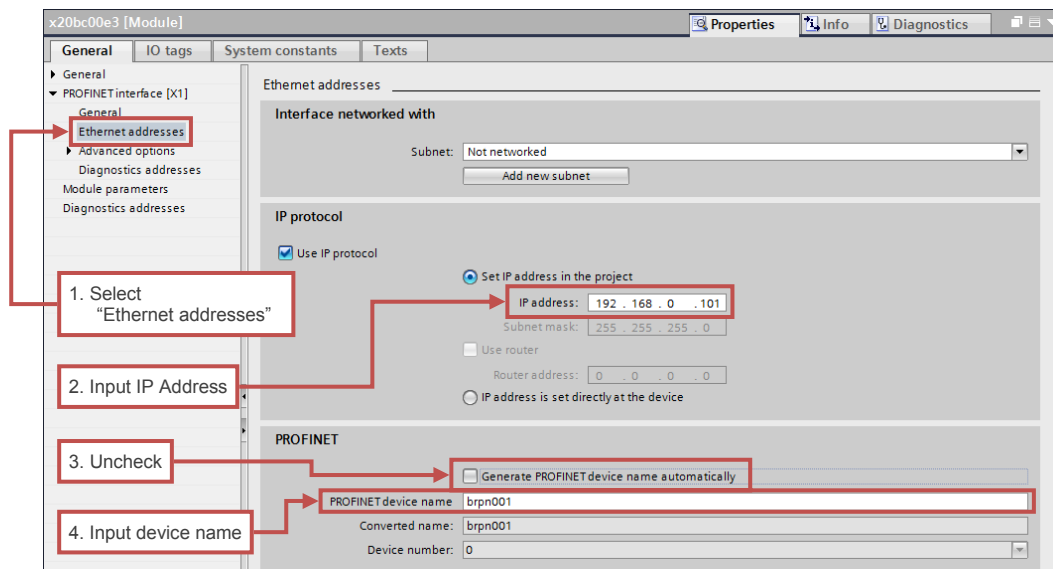 x20bc00e3 [Module]
Properties
Info
Diagnostics
General
IO tags
System constants
Texts
General
PROFINET interface [X1]
General
Ethernet addresses
Advanced options
Diagnostics addresses
Module parameters
Diagnostics addresses
Ethernet addresses
Interface networked with
Subnet: Not networked
Add new subnet
IP protocol
Use IP protocol
Set IP address in the project
IP address: 192 . 168 . 0 . 101
Subnet mask: 255 . 255 . 255 . 0
Use router
Router address: 0 . 0 . 0 . 0
IP address is set directly at the device
PROFINET
Generate PROFINET device name automatically
PROFINET device name brpn001
Converted name: brpn001
Device number: 0
1. Select
“Ethernet addresses”
2. Input IP Address
3. Uncheck
4. Input device name